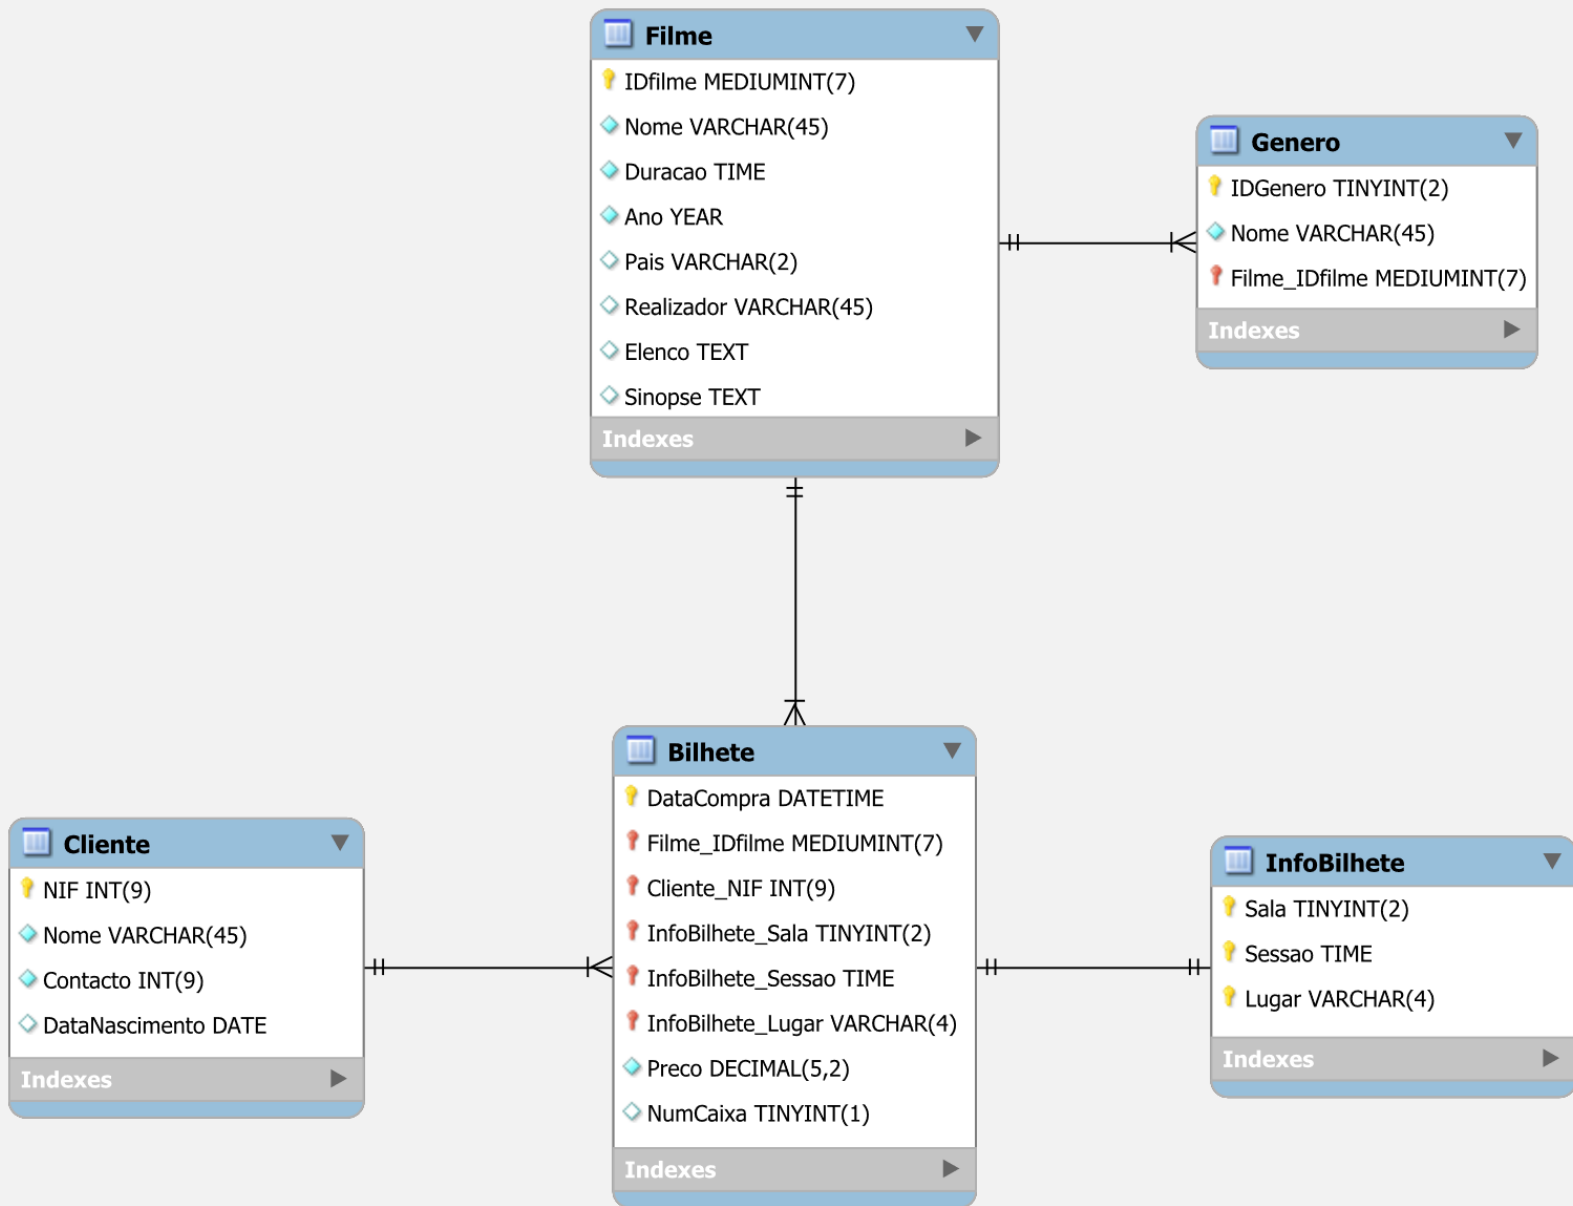 Filme
IDfilme MEDIUMINT(7)
Nome VARCHAR(45)
Duracao TIME
Ano YEAR
Pais VARCHAR(2)
Realizador VARCHAR(45)
Elenco TEXT
Sinopse TEXT
Indexes
Genero
IDGenero TINYINT(2)
Nome VARCHAR(45)
Filme_IDfilme MEDIUMINT(7)
Indexes
Cliente
NIF INT(9)
Nome VARCHAR(45)
Contacto INT(9)
DataNascimento DATE
Indexes
Bilhete
DataCompra DATETIME
Filme_IDfilme MEDIUMINT(7)
Cliente_NIF INT(9)
InfoBilhete_Sala TINYINT(2)
InfoBilhete_Sessao TIME
InfoBilhete_Lugar VARCHAR(4)
Preco DECIMAL(5,2)
NumCaixa TINYINT(1)
Indexes
InfoBilhete
Sala TINYINT(2)
Sessao TIME
Lugar VARCHAR(4)
Indexes